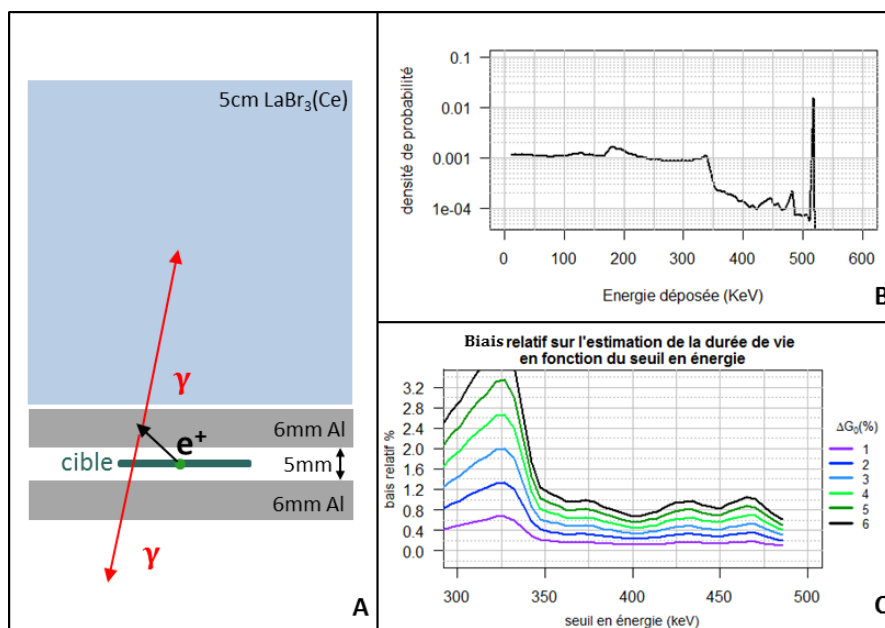 5cm LaBr₃(Ce)
γ
6mm Al
e⁺
cible
5mm
6mm Al
γ
A
densité de probabilité
0.1
0.01
0.001
1e-04
0 100 200 300 400 500 600
Energie déposée (KeV)
B
Biais relatif sur l'estimation de la durée de vie
en fonction du seuil en énergie
bais relatif %
3.2
2.8
2.4
2.0
1.6
1.2
0.8
0.4
0.0
300 350 400 450 500
seuil en énergie (keV)
ΔG₀(%)
1
2
3
4
5
6
C